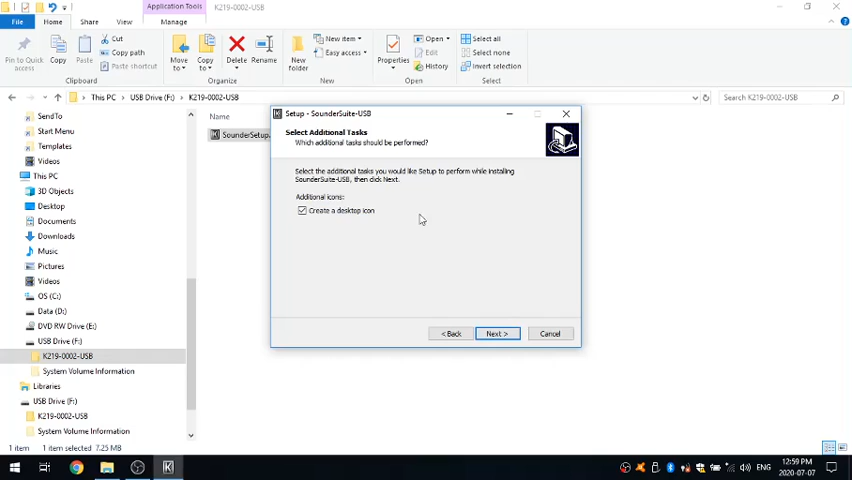 Application Tools
K219-0002-USB
File
Home
Share
View
Manage
Pin to Quick access
Copy
Paste
Cut
Copy path
Paste shortcut
Clipboard
Move to
Copy to
Delete
Rename
Organize
New folder
New item
Easy access
New
Properties
Open
Edit
History
Open
Select all
Select none
Invert selection
Select
This PC
USB Drive (F:)
K219-0002-USB
Search K219-0002-USB
SendTo
Start Menu
Templates
Videos
This PC
3D Objects
Desktop
Documents
Downloads
Music
Pictures
Videos
OS (C:)
Data (D:)
DVD RW Drive (E:)
USB Drive (F:)
K219-0002-USB
System Volume Information
Libraries
USB Drive (F:)
K219-0002-USB
System Volume Information
Name
SounderSetup.
Setup - SounderSuite-USB
Select Additional Tasks
Which additional tasks should be performed?
Select the additional tasks you would like Setup to perform while installing
SounderSuite-USB, then click Next.
Additional icons:
Create a desktop icon
< Back
Next >
Cancel
1 item
1 item selected 7.25 MB
ENG
12:59 PM
2020-07-07